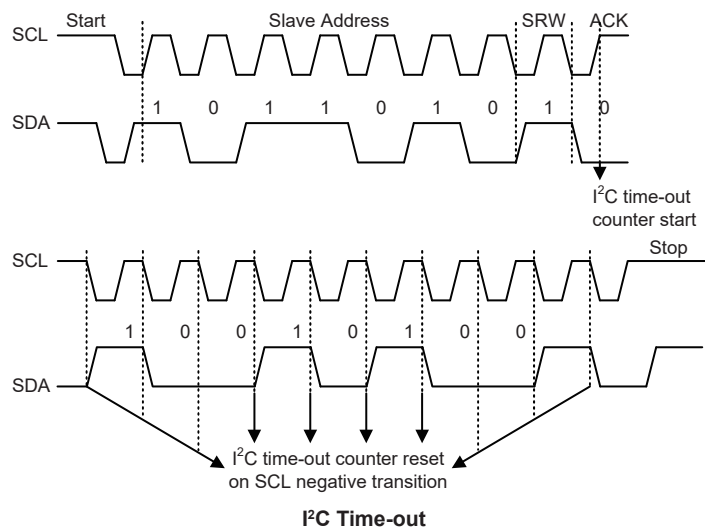 Start Slave Address SRW ACK
SCL
1 0 1 1 0 1 0 1 0
SDA
I²C time-out
counter start
Stop
SCL
1 0 0 1 0 1 0 0
SDA
I²C time-out counter reset
on SCL negative transition
I²C Time-out